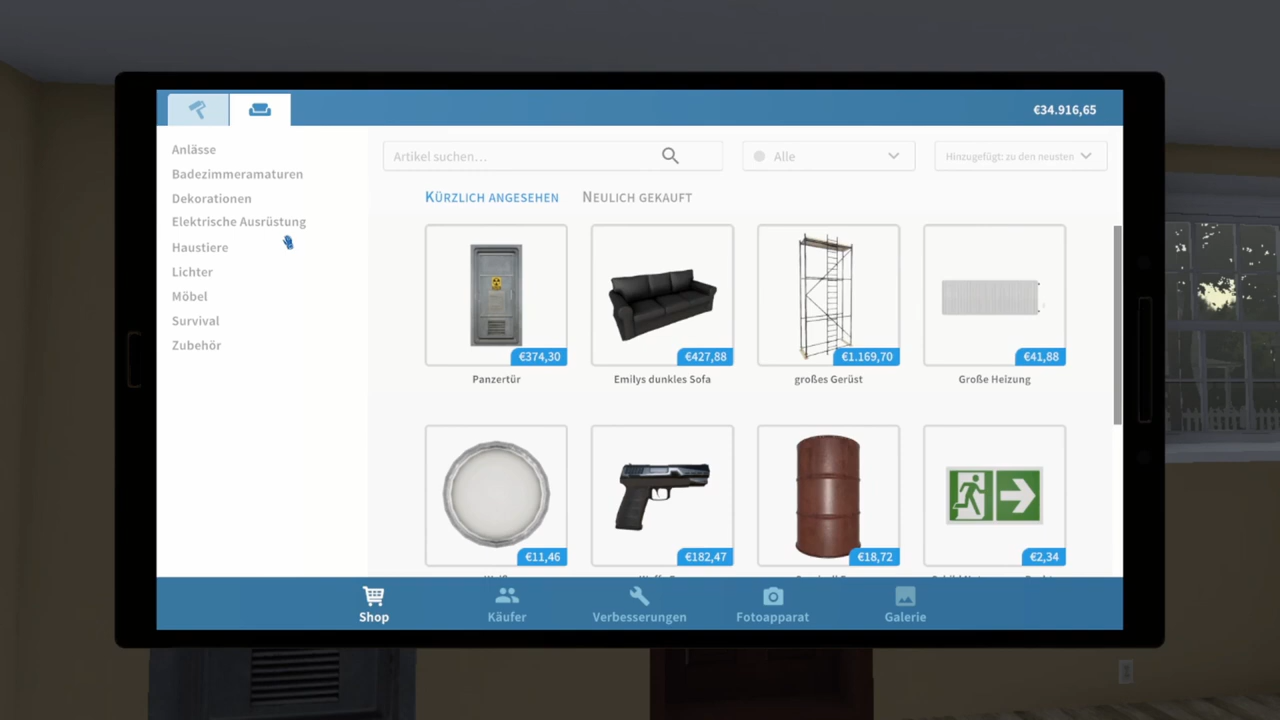 €34.916,65
Anlässe
Badezimmeramaturen
Dekorationen
Elektrische Ausrüstung
Haustiere
Lichter
Möbel
Survival
Zubehör
Artikel suchen...
Alle
Hinzugefügt: zu den neusten
KÜRZLICH ANGESEHEN
NEULICH GEKAUFT
€374,30
€427,88
€1.169,70
€41,88
Panzertür
Emilys dunkles Sofa
großes Gerüst
Große Heizung
€11,46
€182,47
€18,72
€2,34
Shop
Käufer
Verbesserungen
Fotoapparat
Galerie